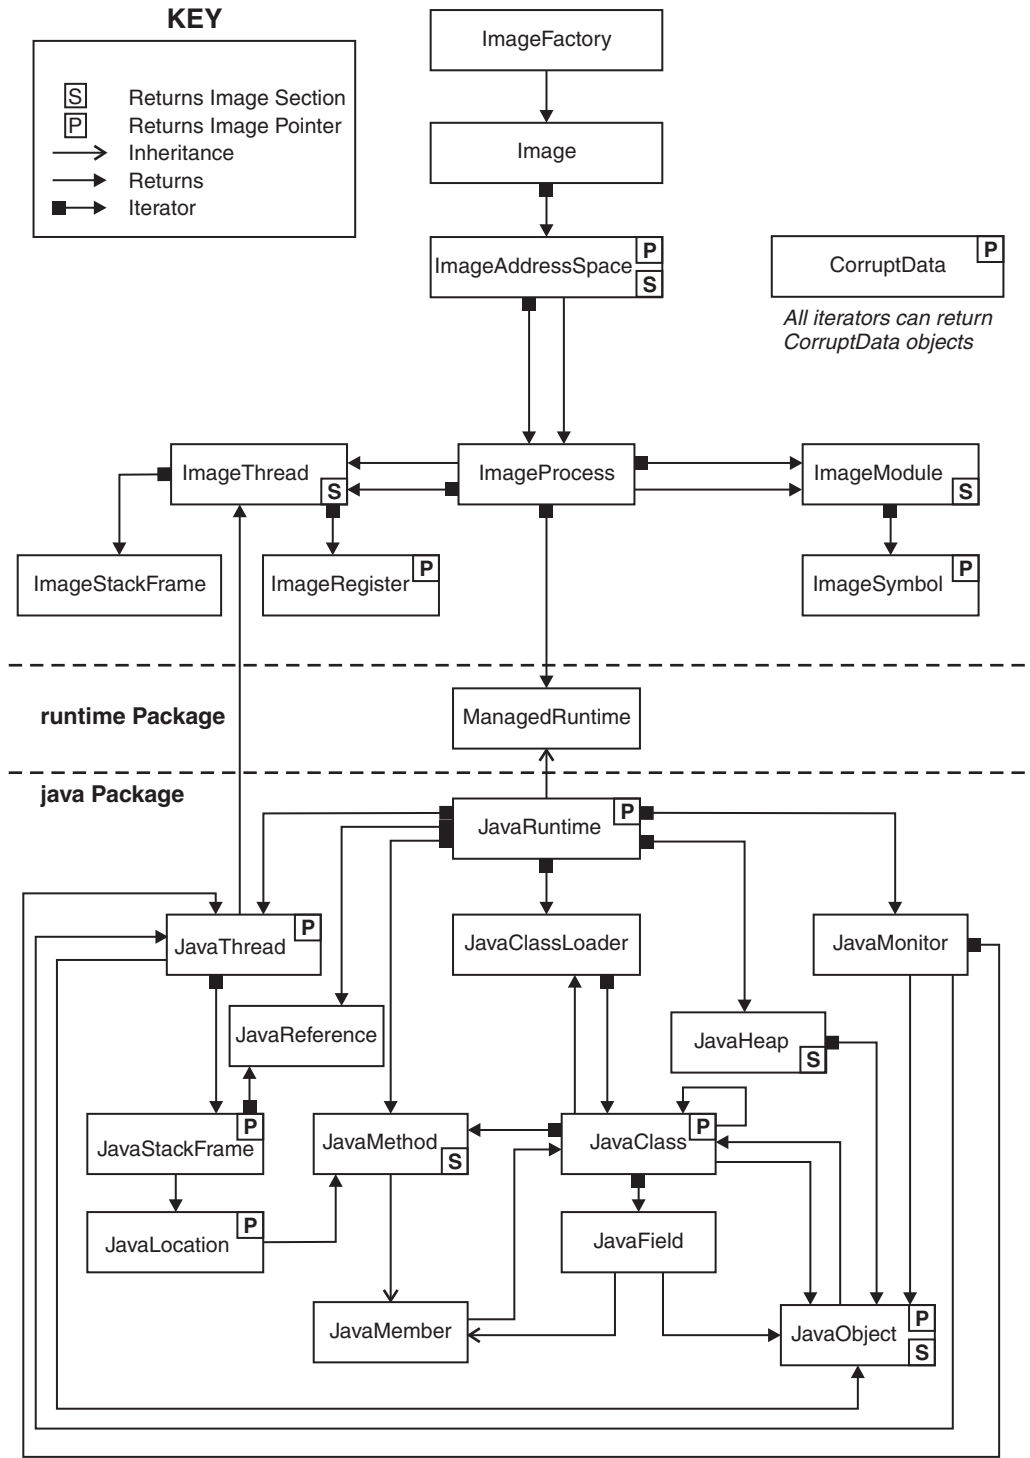 KEY
S Returns Image Section
P Returns Image Pointer
Inheritance
Returns
Iterator
ImageFactory
Image
ImageAddressSpace P
S
CorruptData P
All iterators can return
CorruptData objects
ImageThread S
ImageProcess
ImageModule S
ImageStackFrame
ImageRegister P
ImageSymbol P
runtime Package
ManagedRuntime
java Package
JavaRuntime P
JavaThread P
JavaClassLoader
JavaMonitor
JavaReference
JavaHeap S
JavaStackFrame P
JavaMethod S
JavaClass P
JavaLocation P
JavaField
JavaMember
JavaObject P
S